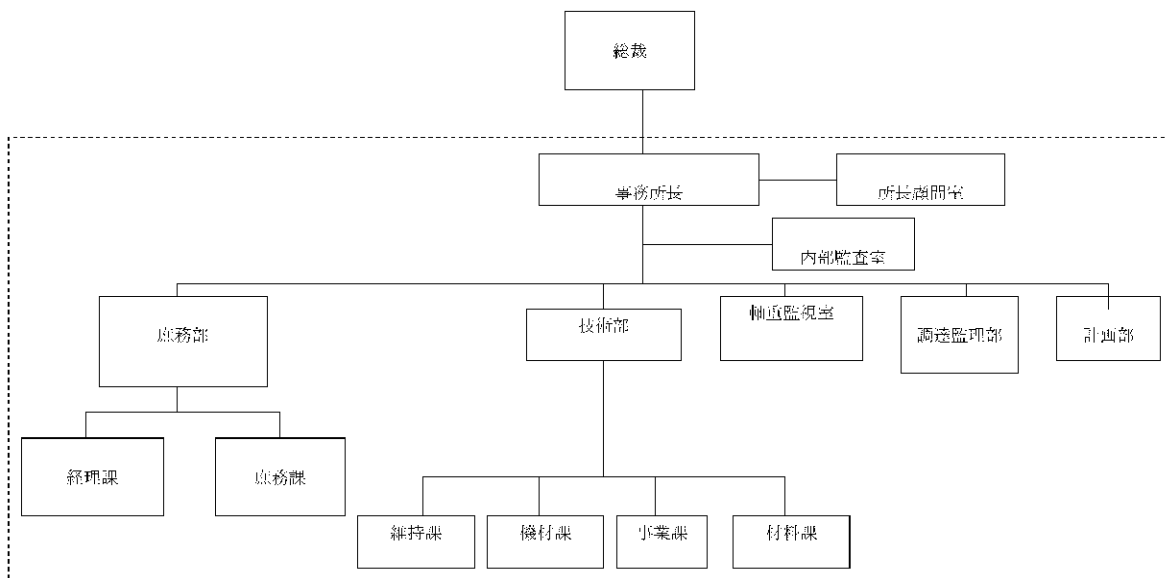 総裁
事務所長
所長顧問室
内部監査室
庶務部
技術部
軸重監視室
調達監理部
計画部
経理課
庶務課
維持課
機材課
事業課
材料課